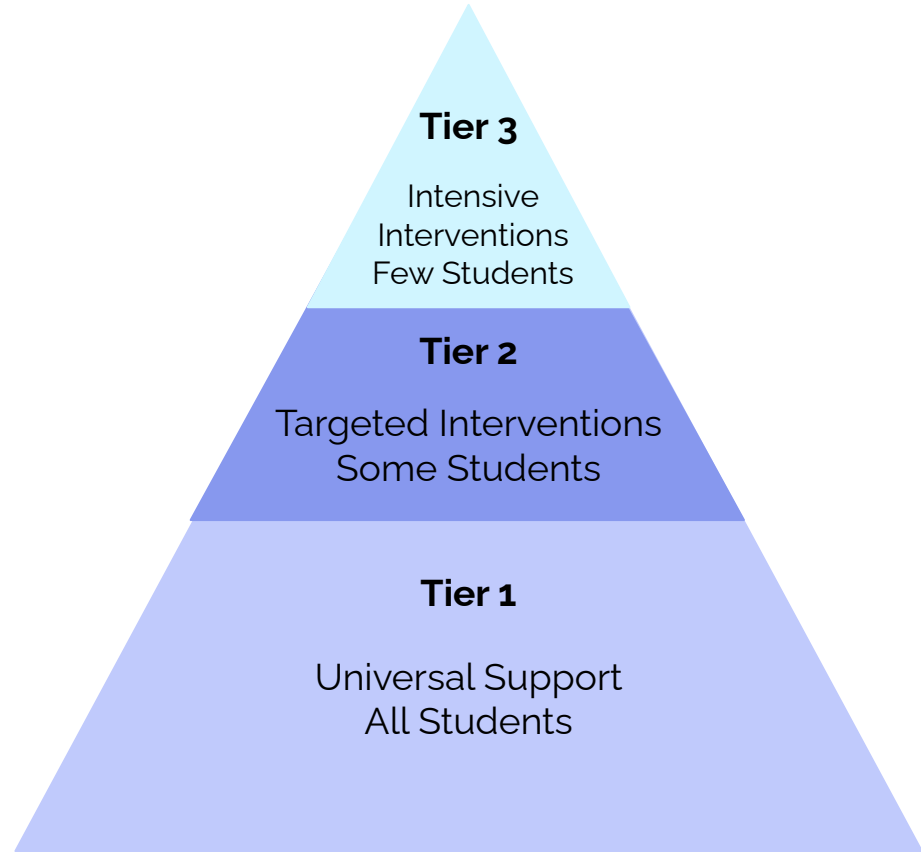 Tier 3
Intensive
Interventions
Few Students
Tier 2
Targeted Interventions
Some Students
Tier 1
Universal Support
All Students